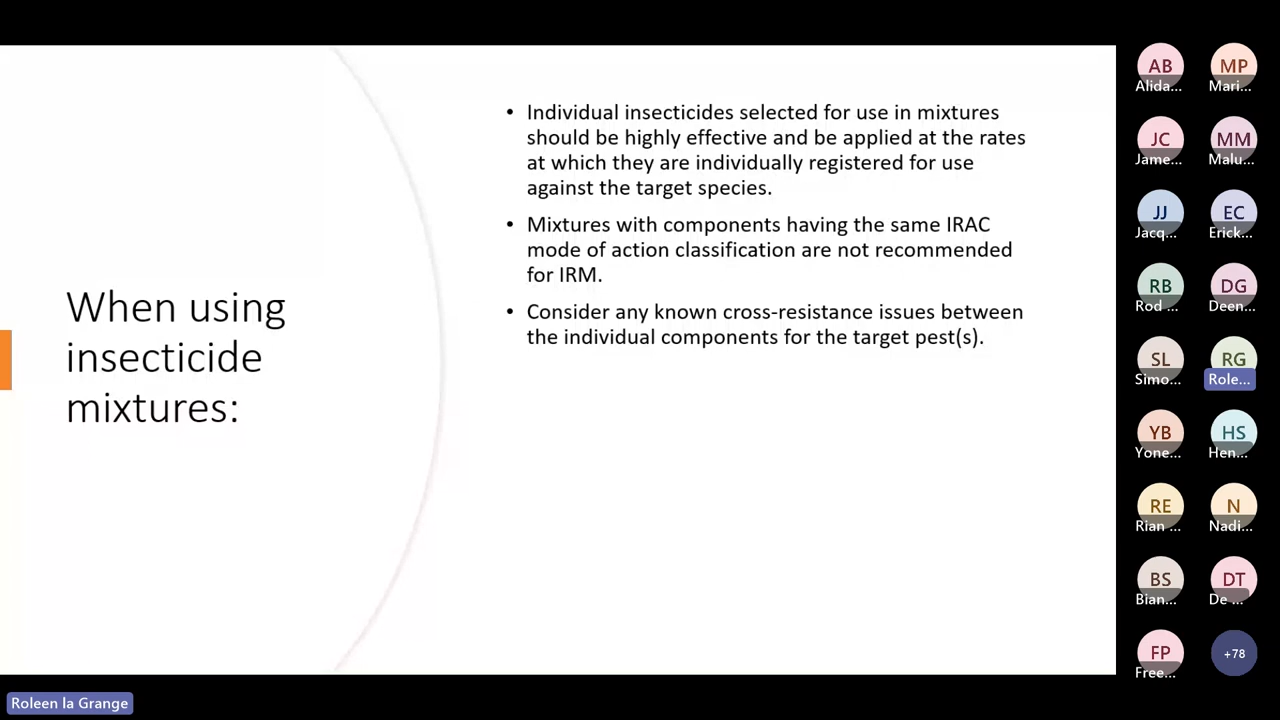 When using
insecticide
mixtures:
• Individual insecticides selected for use in mixtures
should be highly effective and be applied at the rates
at which they are individually registered for use
against the target species.
• Mixtures with components having the same IRAC
mode of action classification are not recommended
for IRM.
• Consider any known cross-resistance issues between
the individual components for the target pest(s).
AB
Alida...
MP
Mari...
JC
Jame...
MM
Malu...
JJ
Jacq...
EC
Erick...
RB
Rod ...
DG
Deen...
SL
Simo...
RG
Role...
YB
Yone...
HS
Hen...
RE
Rian ...
N
Nadi...
BS
Bian...
DT
De ...
FP
Free...
+78
Roleen la Grange